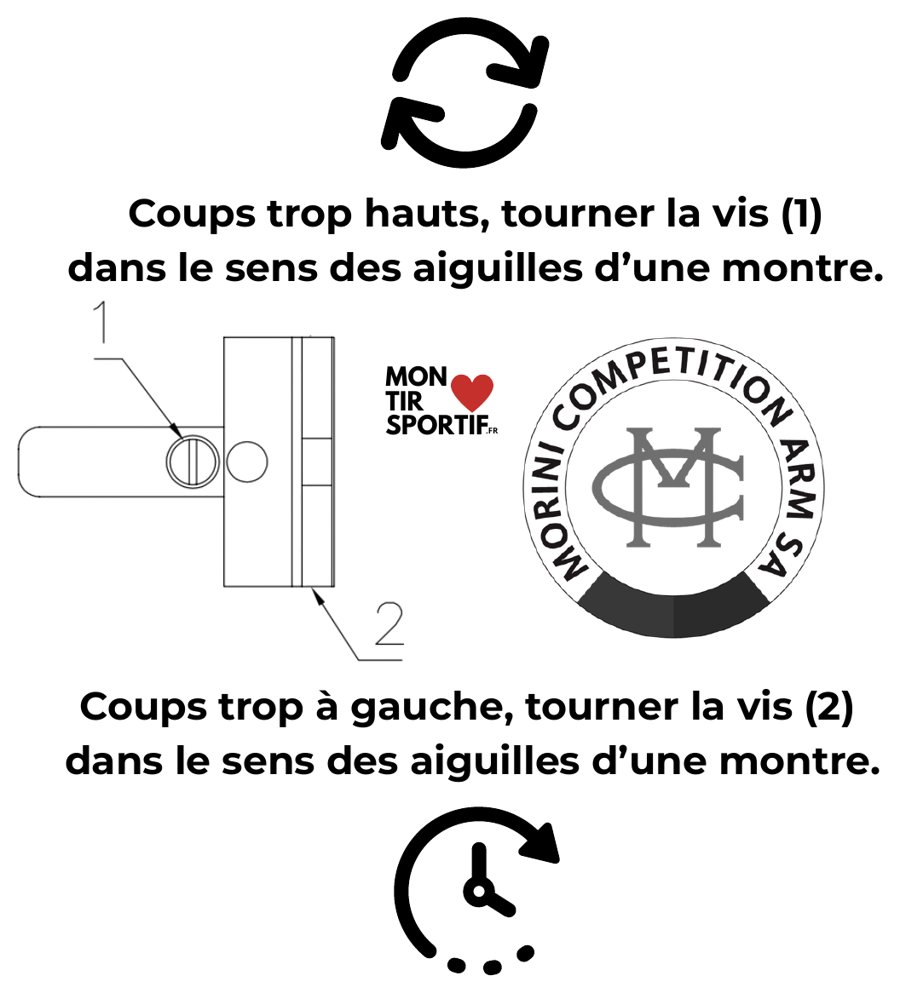 Coups trop hauts, tourner la vis (1)
dans le sens des aiguilles d’une montre.
1
MON
TIR
SPORTIF.FR
MORINI COMPETITION ARM SA
MC
2
Coups trop à gauche, tourner la vis (2)
dans le sens des aiguilles d’une montre.